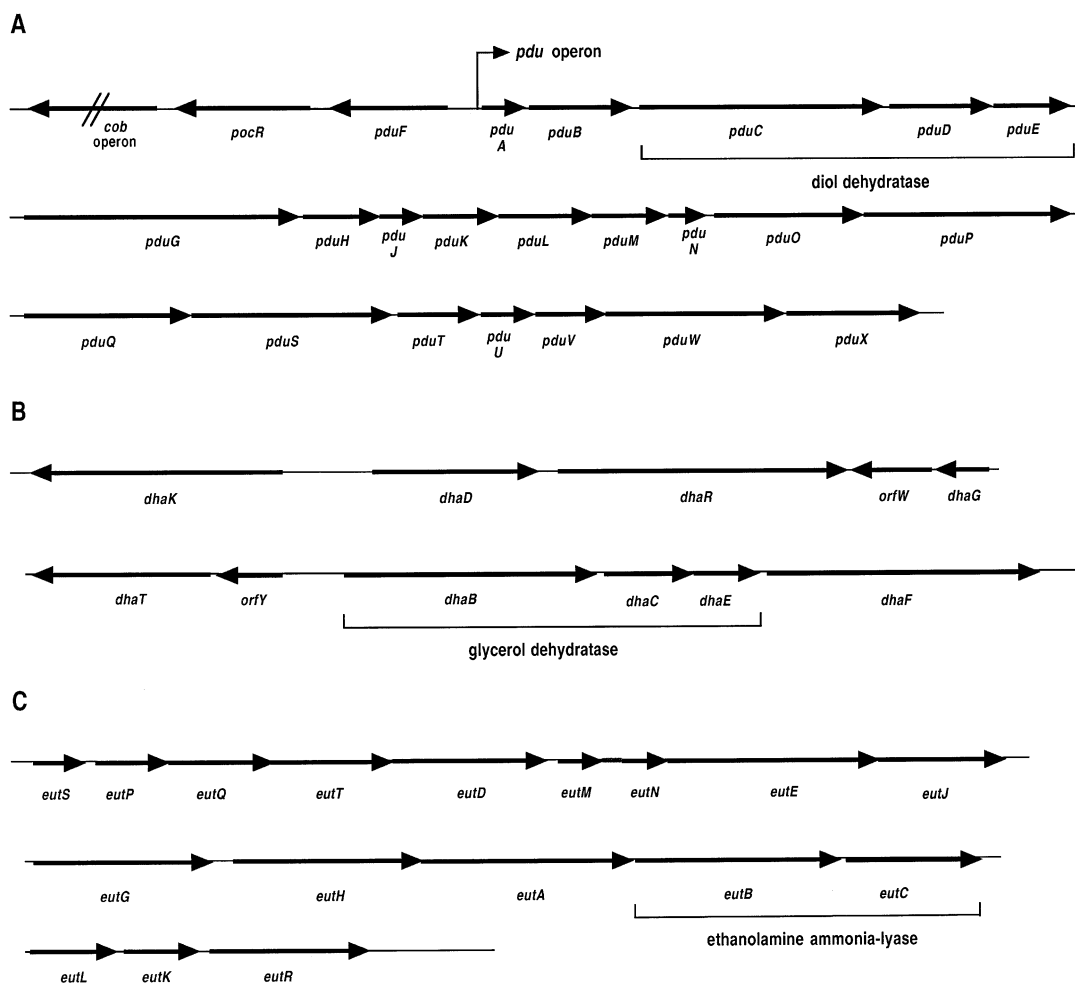 A
pdu operon
cob
operon
pocR
pduF
pdu
A
pduB
pduC
pduD
pduE
diol dehydratase
pduG
pduH
pdu
J
pduK
pduL
pduM
pdu
N
pduO
pduP
pduQ
pduS
pduT
pdu
U
pduV
pduW
pduX
B
dhaK
dhaD
dhaR
orfW
dhaG
dhaT
orfY
dhaB
dhaC
dhaE
dhaF
glycerol dehydratase
C
eutS
eutP
eutQ
eutT
eutD
eutM
eutN
eutE
eutJ
eutG
eutH
eutA
eutB
eutC
ethanolamine ammonia-lyase
eutL
eutK
eutR